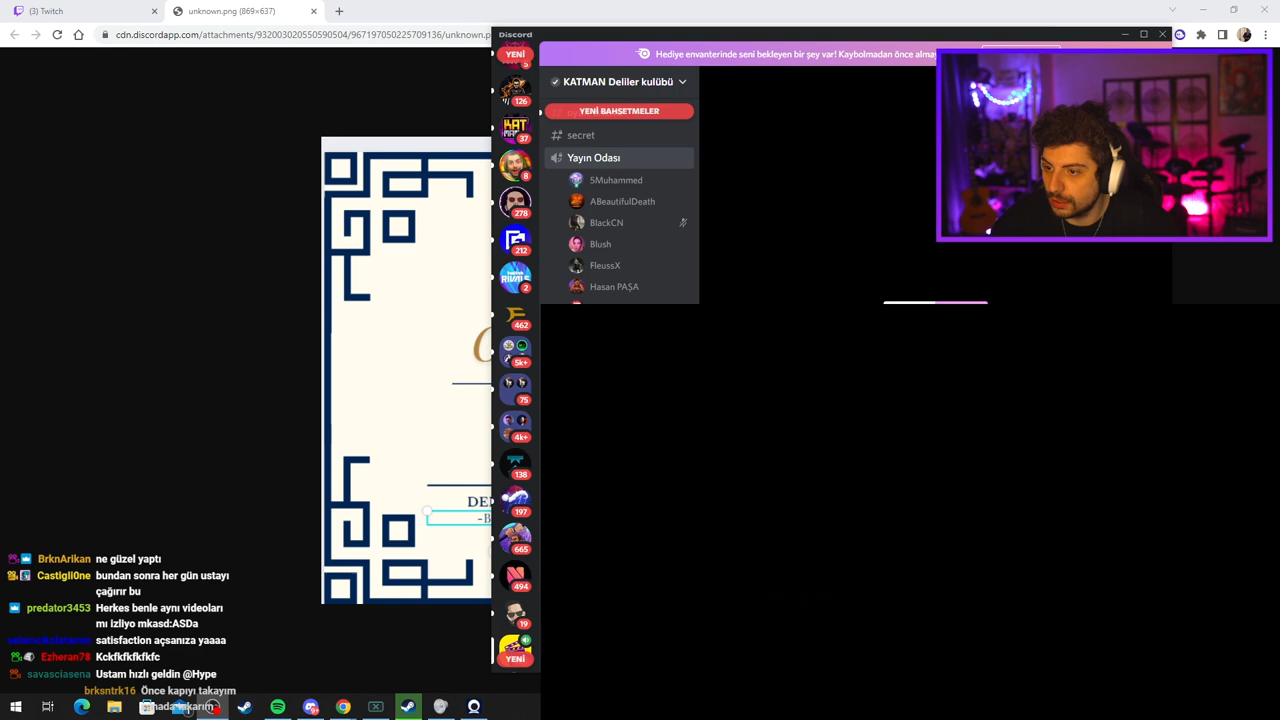 (3) Twitch
unknown.png (869×637)
cdn.discordapp.com/attachments/932003020550590504/967197050225709136/unknown.p
Discord
Hediye envanterinde seni bekleyen bir şey var! Kaybolmadan önce almay
YENİ
5
126
37
8
278
212
2
462
5k+
75
4k+
138
197
665
494
19
YENİ
KATMAN Deliler kulübü
YENİ BAHSETMELER
secret
Yayın Odası
5Muhammed
ABeautifulDeath
BlackCN
Blush
FleussX
Hasan PAŞA
BrknArikan ne güzel yaptı
Castigli0ne bundan sonra her gün ustayı
çağırır bu
predator3453 Herkes benle aynı videoları
mı izliyo mkasd:ASDa
satisfaction açsanıza yaaaa
Ezheran78 Kckfkfkfkfkfc
savasciasena Ustam hızlı geldin @Hype
brksntrk16 Önce kapıyı takayım